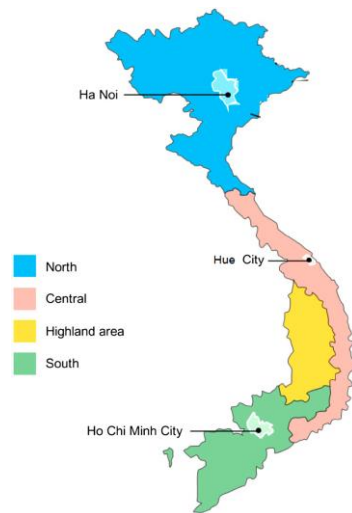 Ha Noi
Hue City
North
Central
Highland area
South
Ho Chi Minh City